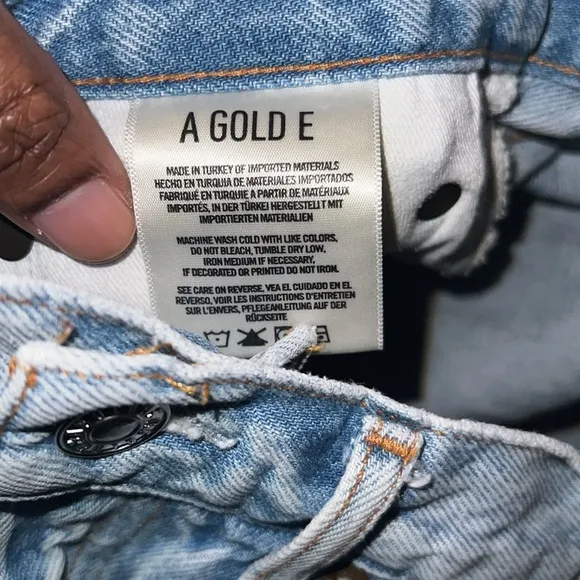 A GOLD E
MADE IN TURKEY OF IMPORTED MATERIALS
HECHO EN TURQUIA DE MATERIALES IMPORTADOS
FABRIQUÉ EN TURQUIE A PARTIR DE MATÉRIAUX
IMPORTÉS, IN DER TÜRKEI HERGESTELLT MIT
IMPORTIERTEN MATERIALIEN
MACHINE WASH COLD WITH LIKE COLORS,
DO NOT BLEACH, TUMBLE DRY LOW,
IRON MEDIUM IF NECESSARY,
IF DECORATED OR PRINTED DO NOT IRON.
SEE CARE ON REVERSE, VEA EL CUIDADO EN EL
REVERSO, VOIR LES INSTRUCTIONS D'ENTRETIEN
SUR L'ENVERS, PFLEGEANLEITUNG AUF DER
RÜCKSEITE